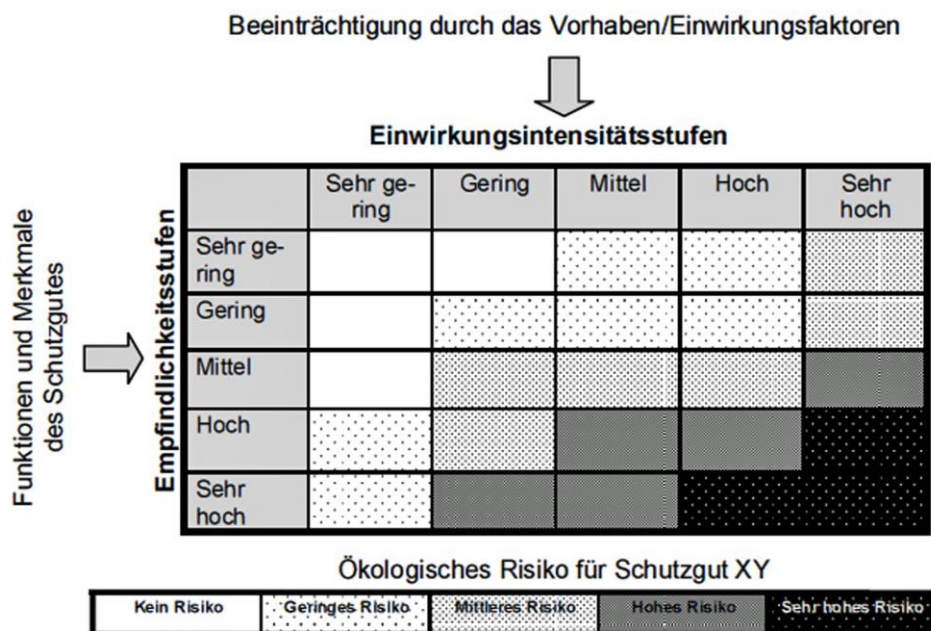 Beeinträchtigung durch das Vorhaben/Einwirkungsfaktoren
Einwirkungsintensitätsstufen
Sehr ge-
ring
Gering
Mittel
Hoch
Sehr
hoch
Funktionen und Merkmale
des Schutzgutes
Empfindlichkeitsstufen
Sehr ge-
ring
Gering
Mittel
Hoch
Sehr
hoch
Ökologisches Risiko für Schutzgut XY
Kein Risiko
Geringes Risiko
Mittleres Risiko
Hohes Risiko
Sehr hohes Risiko